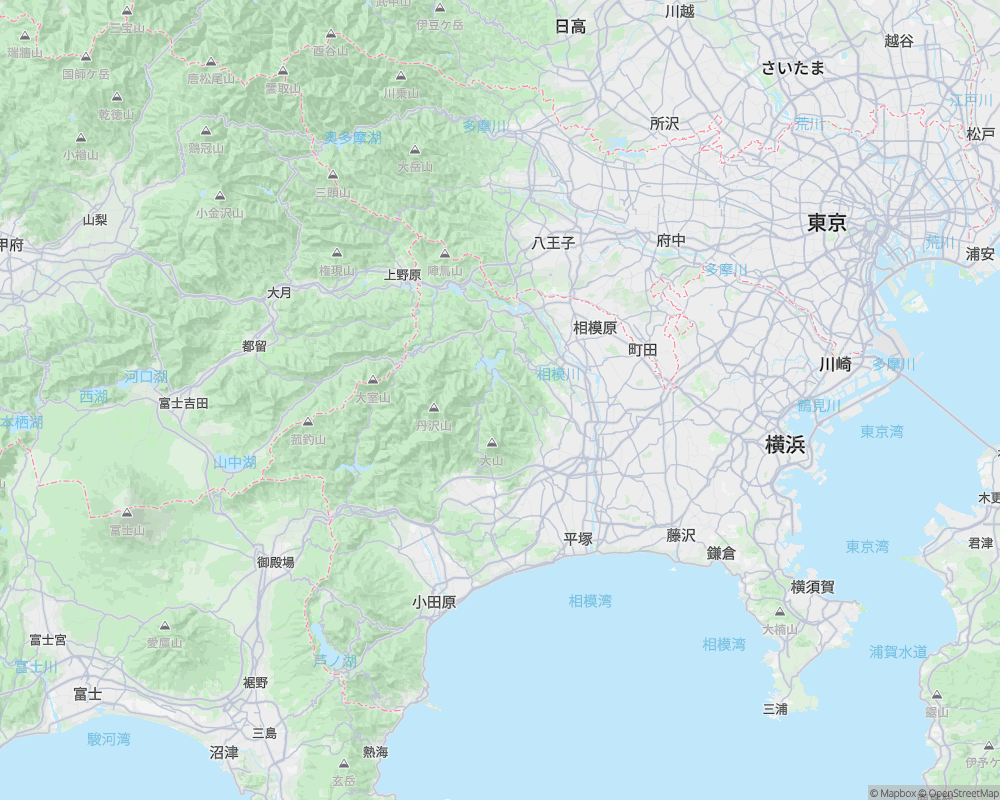 武甲山
伊豆ケ岳
川越
三宝山
日高
瑞牆山
酉谷山
越谷
国師ケ岳
唐松尾山
雲取山
川乗山
さいたま
乾徳山
江戸川
多摩川
所沢
荒川
松戸
鶏冠山
奥多摩湖
小楢山
大岳山
三頭山
小金沢山
山梨
東京
甲府
八王子
府中
荒川
浦安
権現山
陣馬山
上野原
多摩川
大月
相模原
都留
町田
川崎
多摩川
河口湖
相模川
西湖
富士吉田
大室山
鶴見川
丹沢山
本栖湖
菰釣山
東京湾
横浜
山中湖
大山
木更
富士山
平塚
藤沢
鎌倉
東京湾
君津
御殿場
横須賀
小田原
相模湾
大楠山
富士宮
愛鷹山
相模湾
浦賀水道
芦ノ湖
富士川
裾野
富士
三浦
鋸山
三島
駿河湾
沼津
熱海
伊予ケ
玄岳
© Mapbox © OpenStreetMap